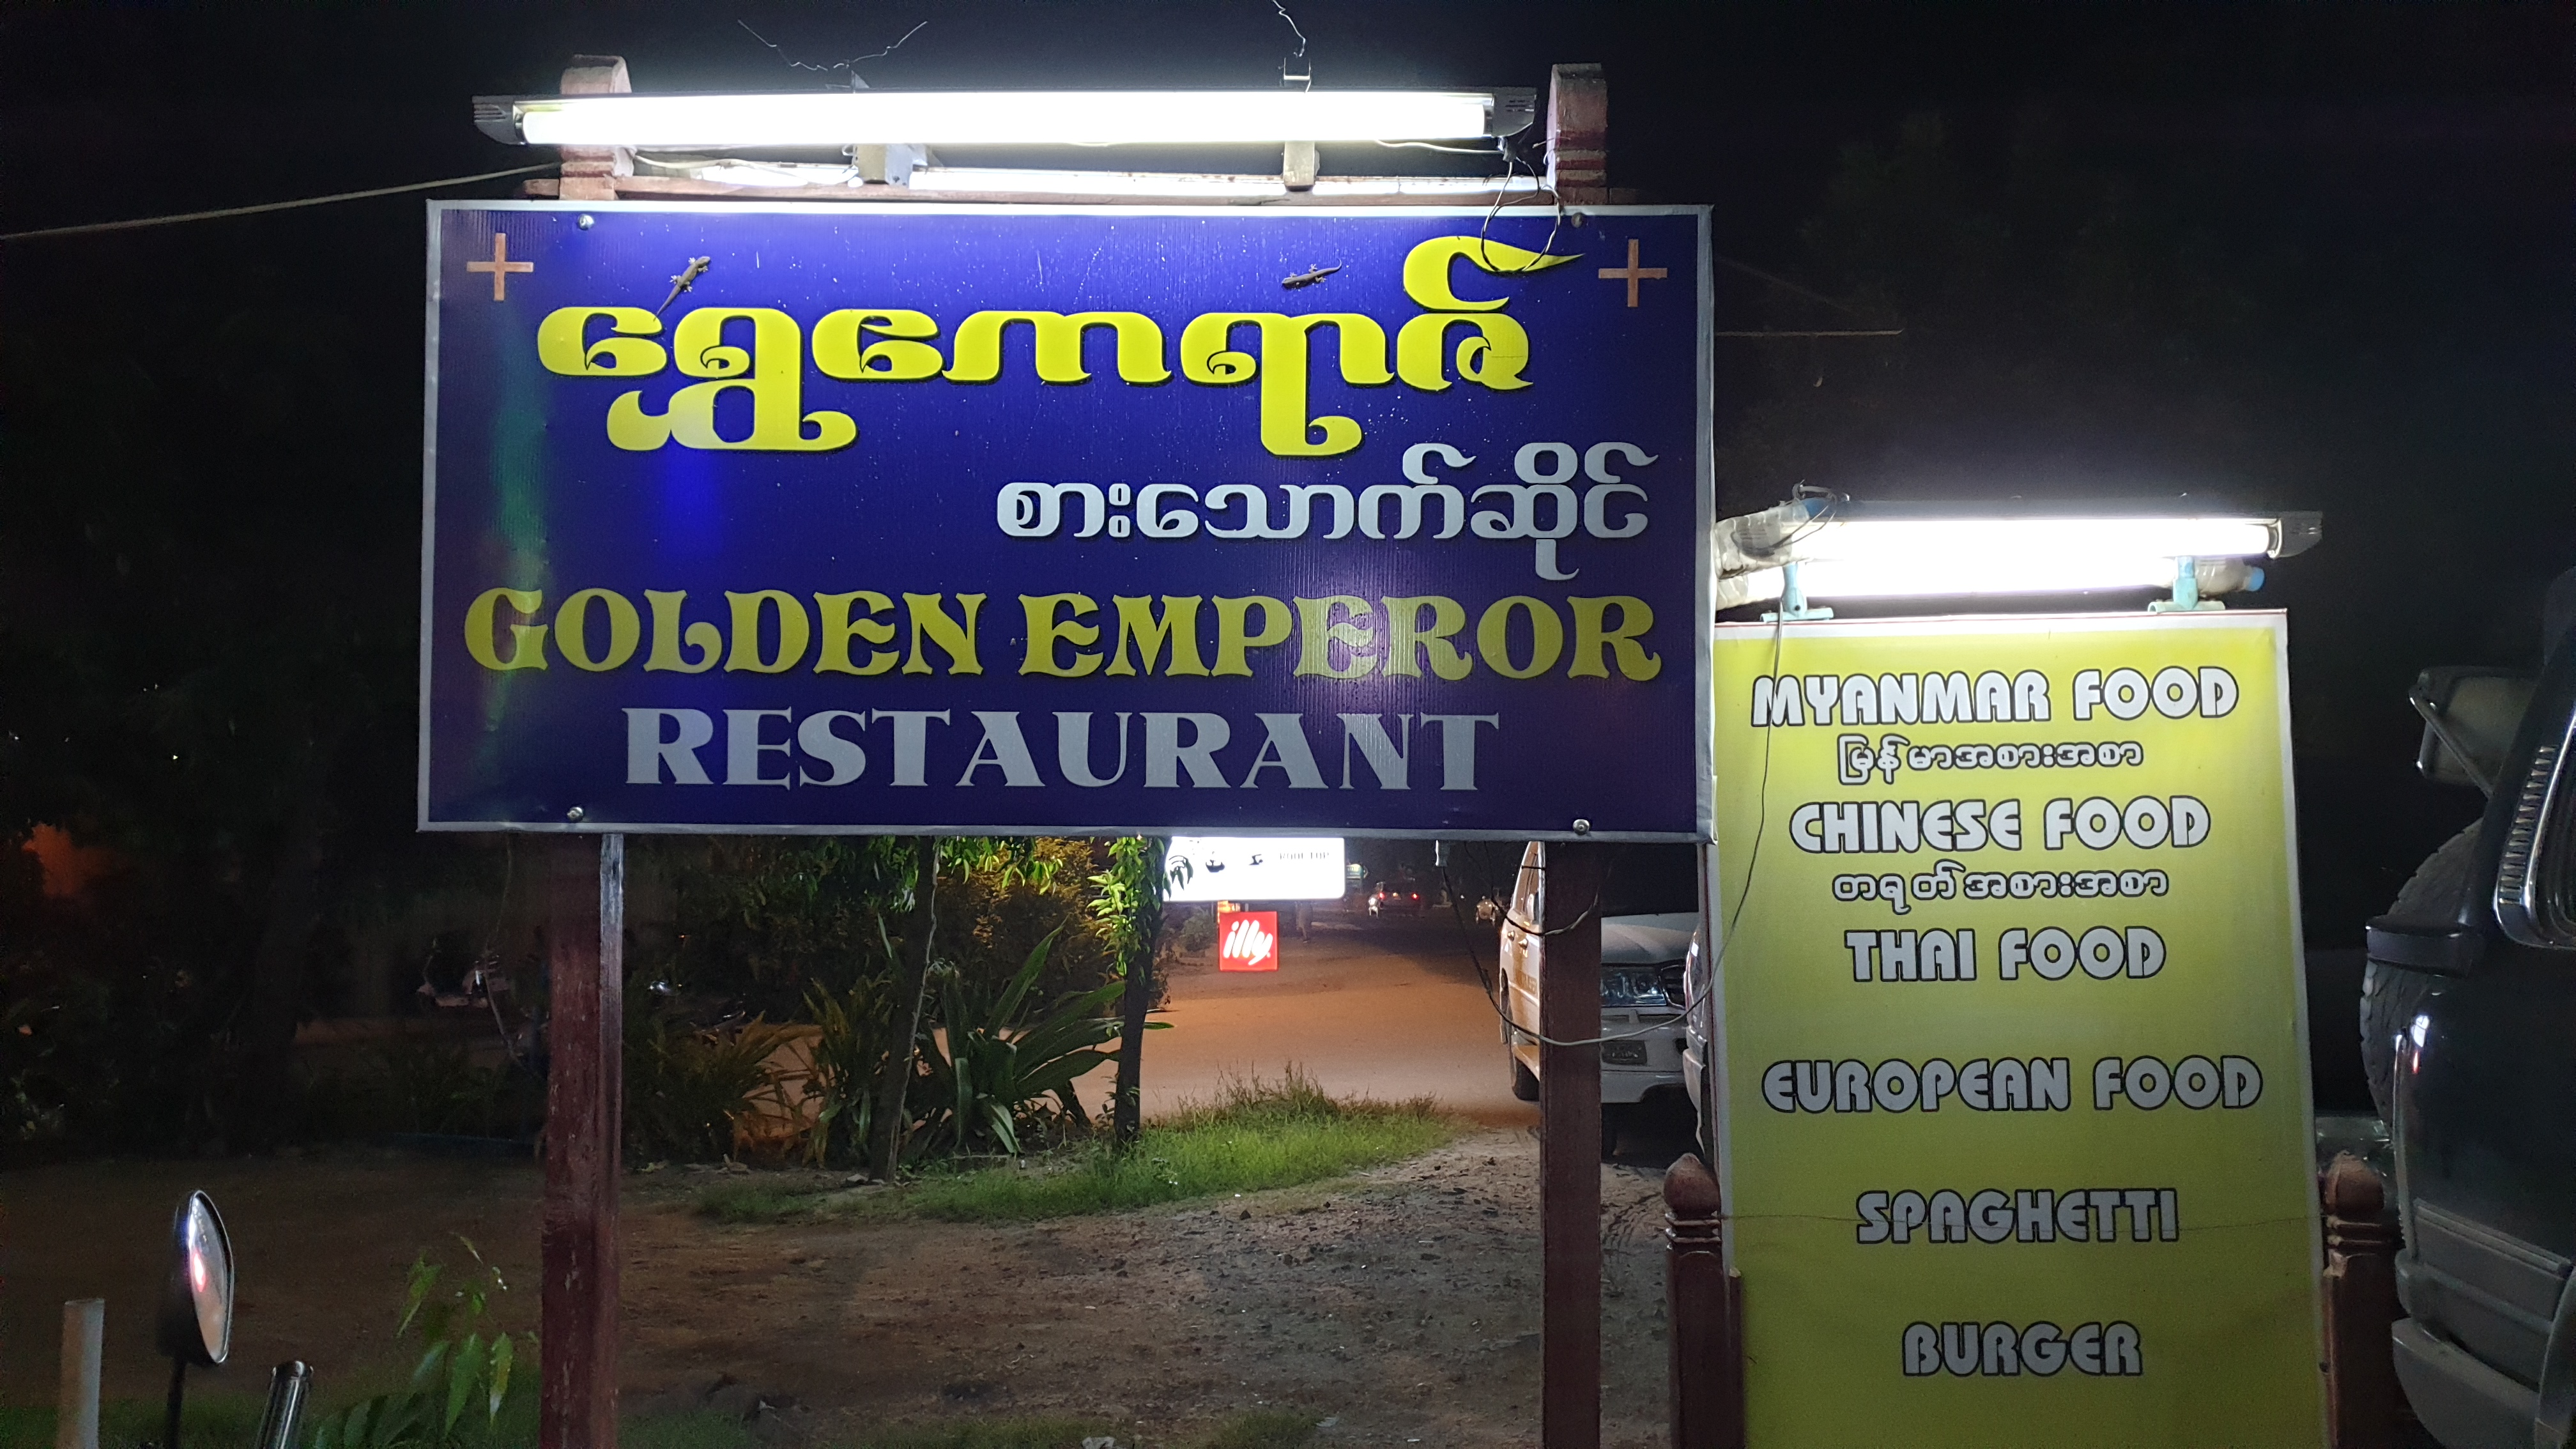 ရွှေဧကရာဇ်
စားသောက်ဆိုင်
GOLDEN EMPEROR
RESTAURANT
MYANMAR FOOD
မြန်မာအစားအစာ
CHINESE FOOD
တရုတ်အစားအစာ
THAI FOOD
EUROPEAN FOOD
SPAGHETTI
BURGER
ROOFTOP
illy